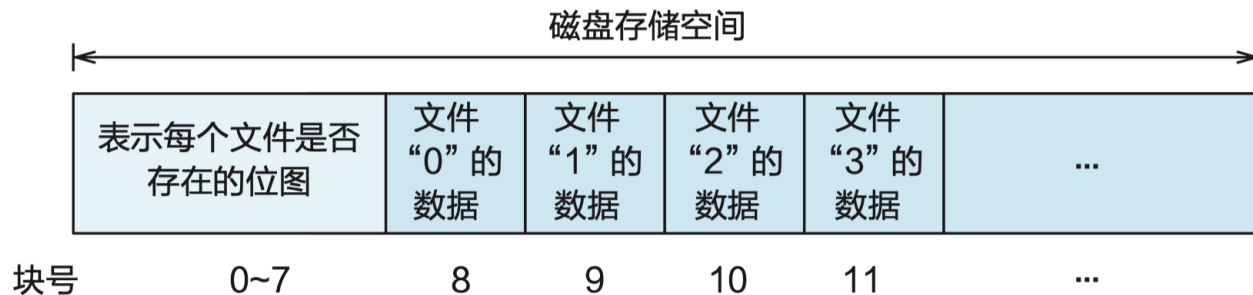 磁盘存储空间
表示每个文件是否
存在的位图
文件
“0” 的
数据
文件
“1” 的
数据
文件
“2” 的
数据
文件
“3” 的
数据
...
块号 0~7 8 9 10 11 ...